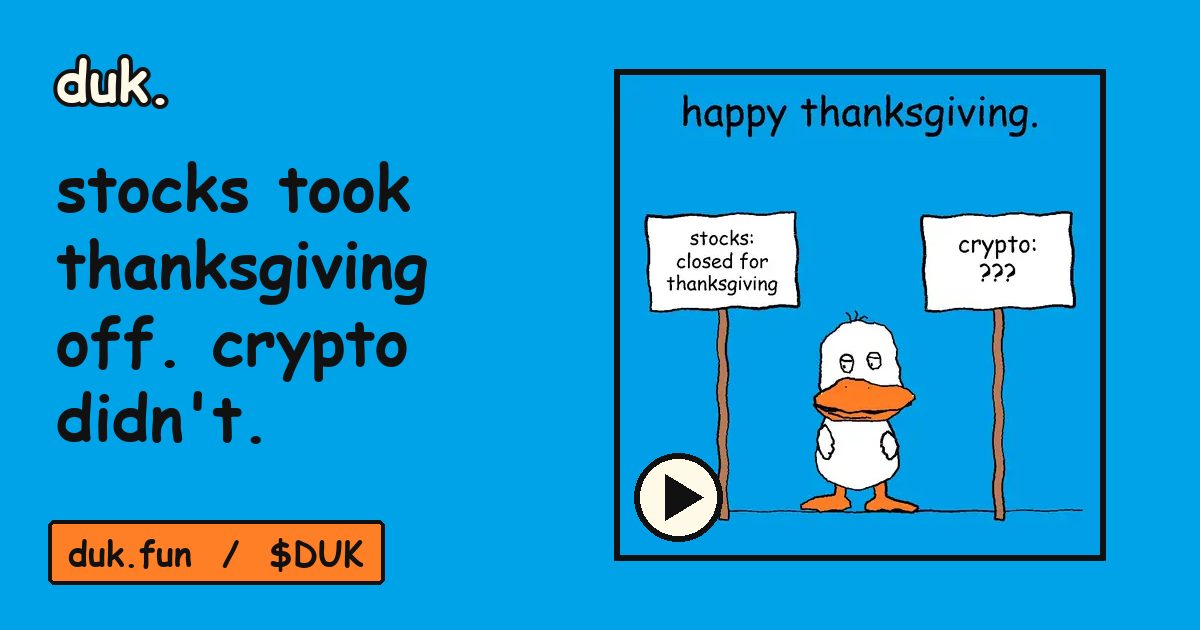 duk.
stocks took
thanksgiving
off. crypto
didn't.
duk.fun / $DUK
happy thanksgiving.
stocks:
closed for
thanksgiving
crypto:
???